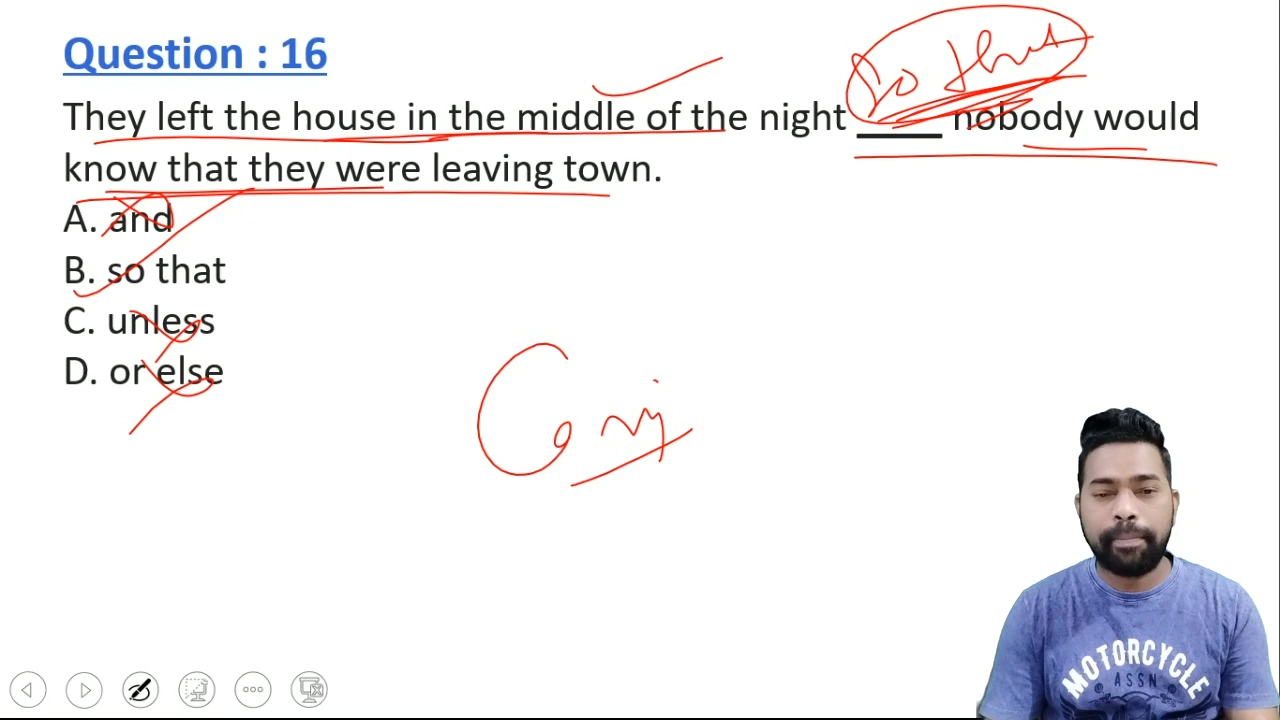 Question : 16
so that
They left the house in the middle of the night _____ nobody would
know that they were leaving town.
A. and
B. so that
C. unless
D. or else
MOTORCYCLE
ASSN